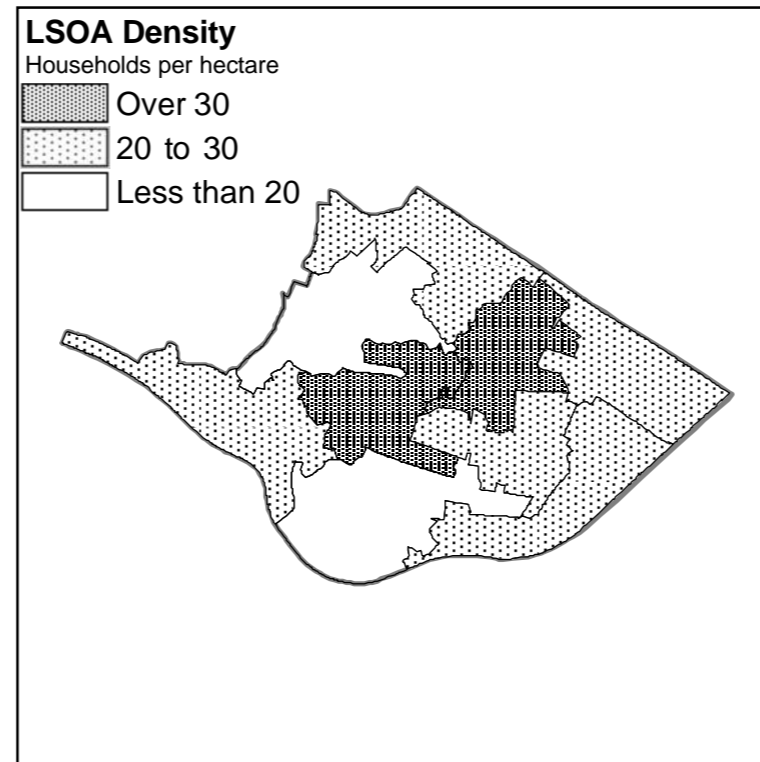 LSOA Density
Households per hectare
Over 30
20 to 30
Less than 20